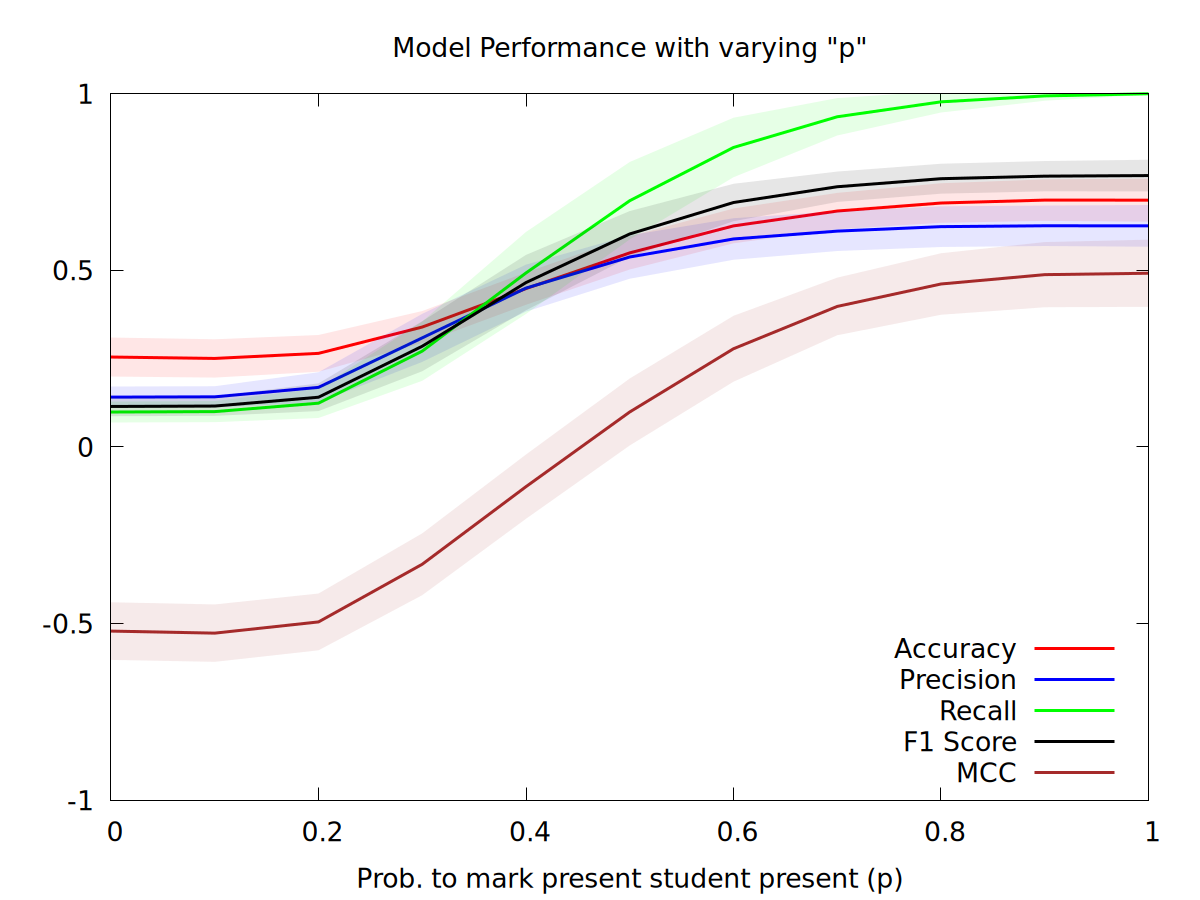 Model Performance with varying "p"
1
0.5
0
-0.5
-1
Accuracy
Precision
Recall
F1 Score
MCC
0 0.2 0.4 0.6 0.8 1
Prob. to mark present student present (p)